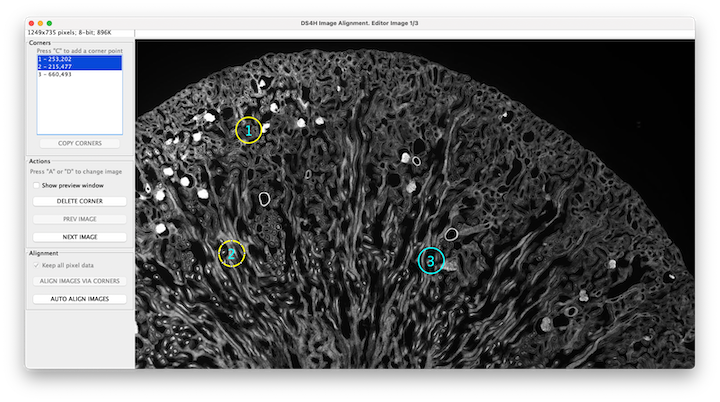 DS4H Image Alignment. Editor Image 1/3
1249x735 pixels; 8-bit, 896K
Corners
Press "C" to add a corner point
1 - 253,202
2 - 215,477
3 - 660,493
COPY CORNERS
Actions
Press "A" or "D" to change image
Show preview window
DELETE CORNER
PREV IMAGE
NEXT IMAGE
Alignment
Keep all pixel data
ALIGN IMAGES VIA CORNERS
AUTO ALIGN IMAGES
1
2
3